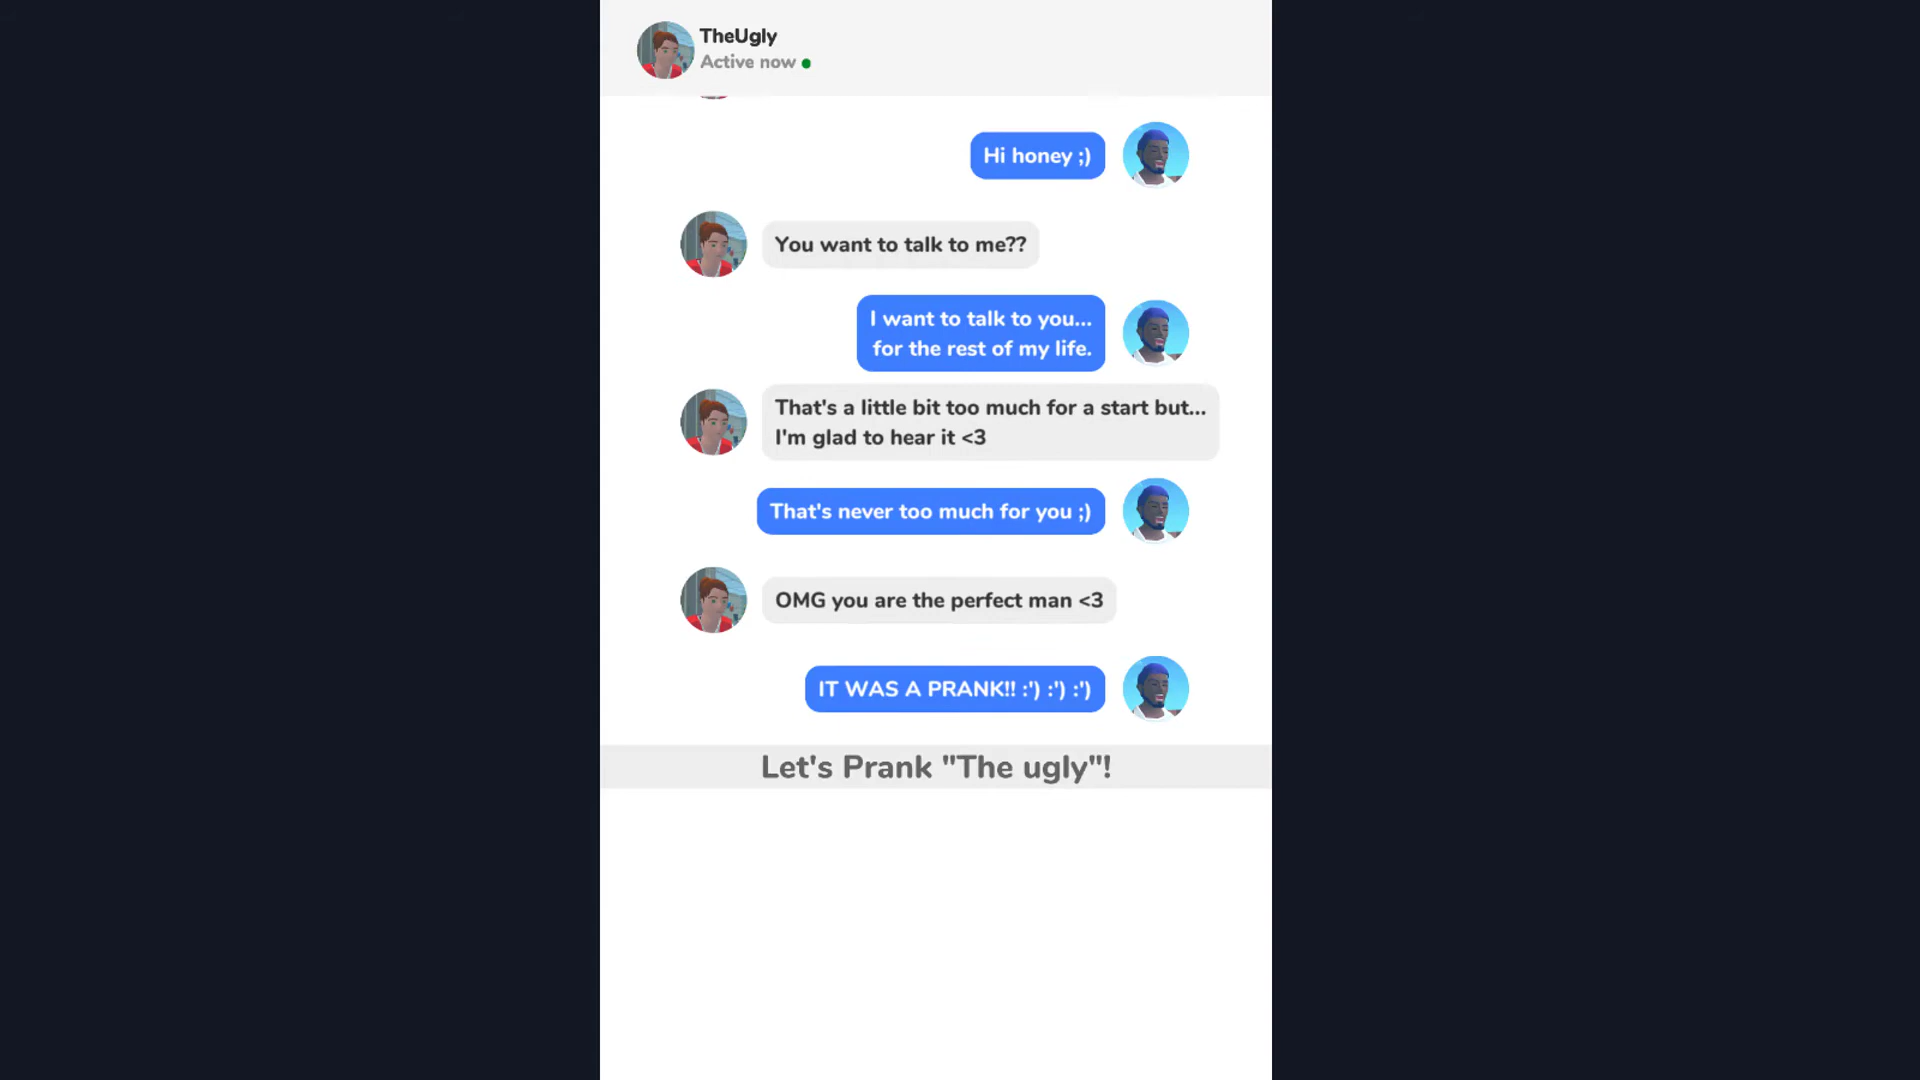 TheUgly
Active now
Hi honey ;)
You want to talk to me??
I want to talk to you...
for the rest of my life.
That's a little bit too much for a start but...
I'm glad to hear it <3
That's never too much for you ;)
OMG you are the perfect man <3
IT WAS A PRANK!! :') :') :')
Let's Prank "The ugly"!